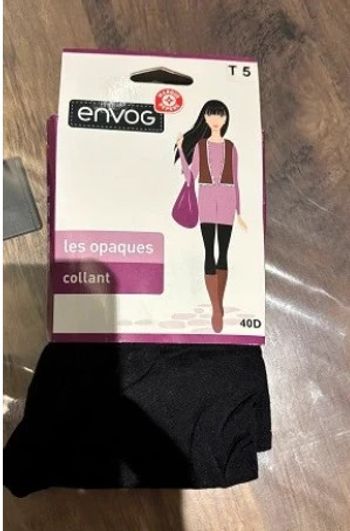 T 5
envog
les opaques
collant
40D